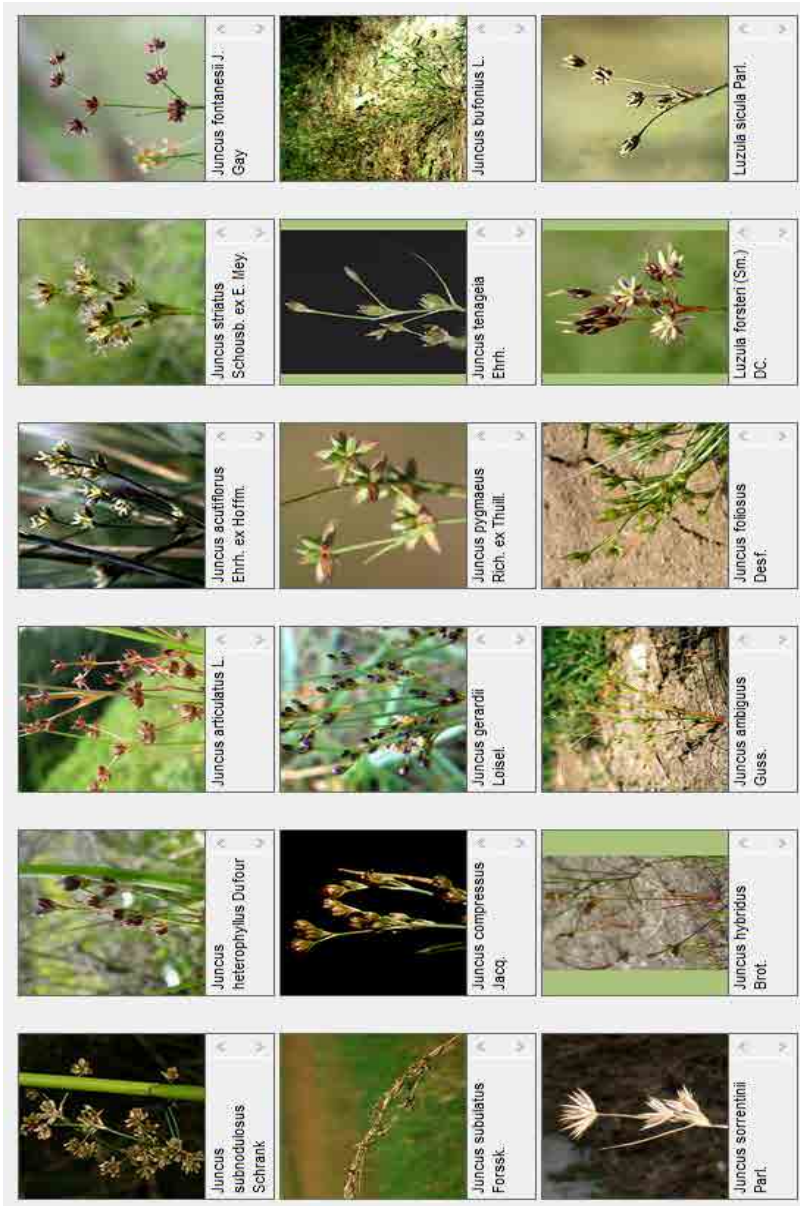 Juncus
subnodulosus
Schrank
Juncus
heterophyllus Dufour
Juncus articulatus L.
Juncus acutiflorus
Ehrh. ex Hoffm.
Juncus striatus
Schousb. ex E. Mey.
Juncus fontanesii J.
Gay
Juncus subulatus
Forssk.
Juncus compressus
Jacq.
Juncus gerardii
Loisel.
Juncus pygmaeus
Rich. ex Thuill.
Juncus tenageia
Ehrh.
Juncus bufonius L.
Juncus sorrentinii
Parl.
Juncus hybridus
Brot.
Juncus ambiguus
Guss.
Juncus foliosus
Desf.
Luzula forsteri (Sm.)
DC.
Luzula sicula Parl.